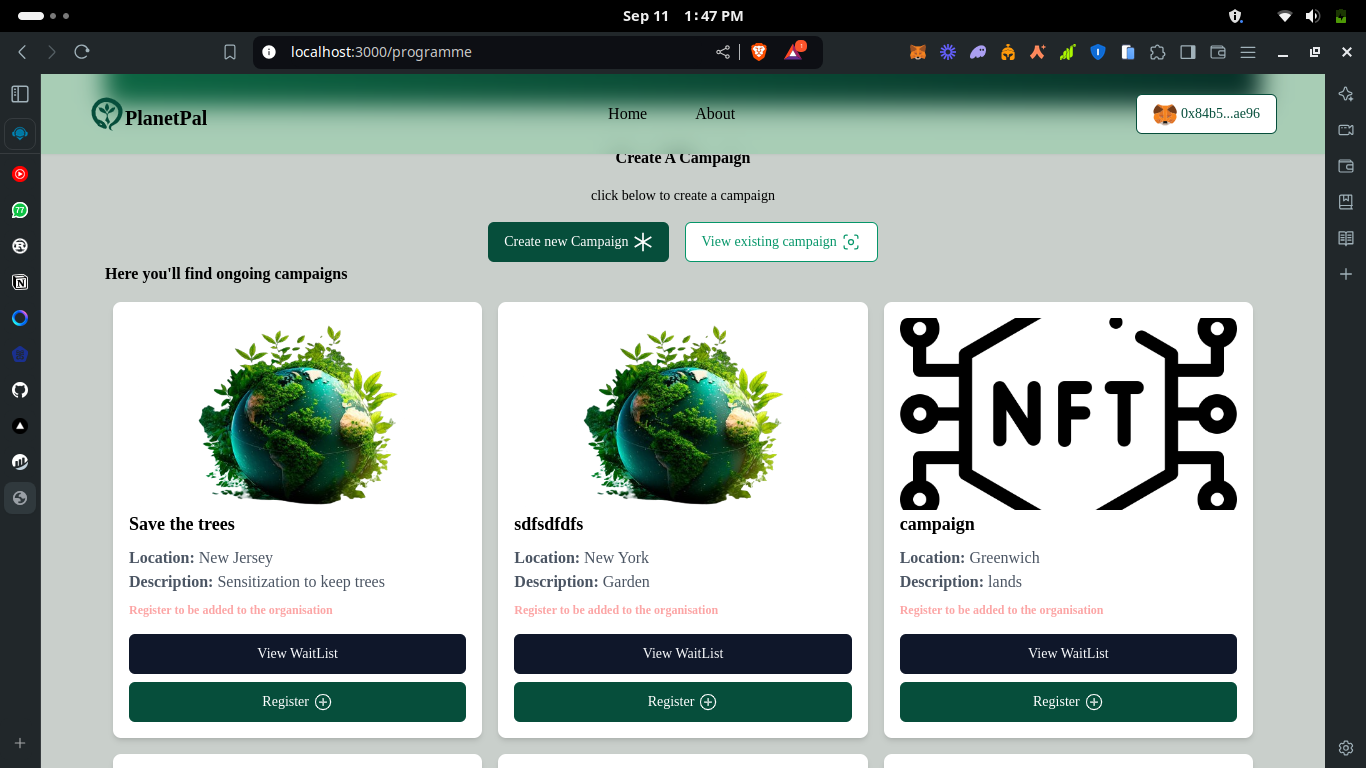 Sep 11 1:47 PM
localhost:3000/programme
1
77
PlanetPal
Home
About
0x84b5...ae96
Create A Campaign
click below to create a campaign
Create new Campaign
View existing campaign
Here you'll find ongoing campaigns
Save the trees
Location: New Jersey
Description: Sensitization to keep trees
Register to be added to the organisation
View WaitList
Register
sdfsdfdfs
Location: New York
Description: Garden
Register to be added to the organisation
View WaitList
Register
NFT
campaign
Location: Greenwich
Description: lands
Register to be added to the organisation
View WaitList
Register